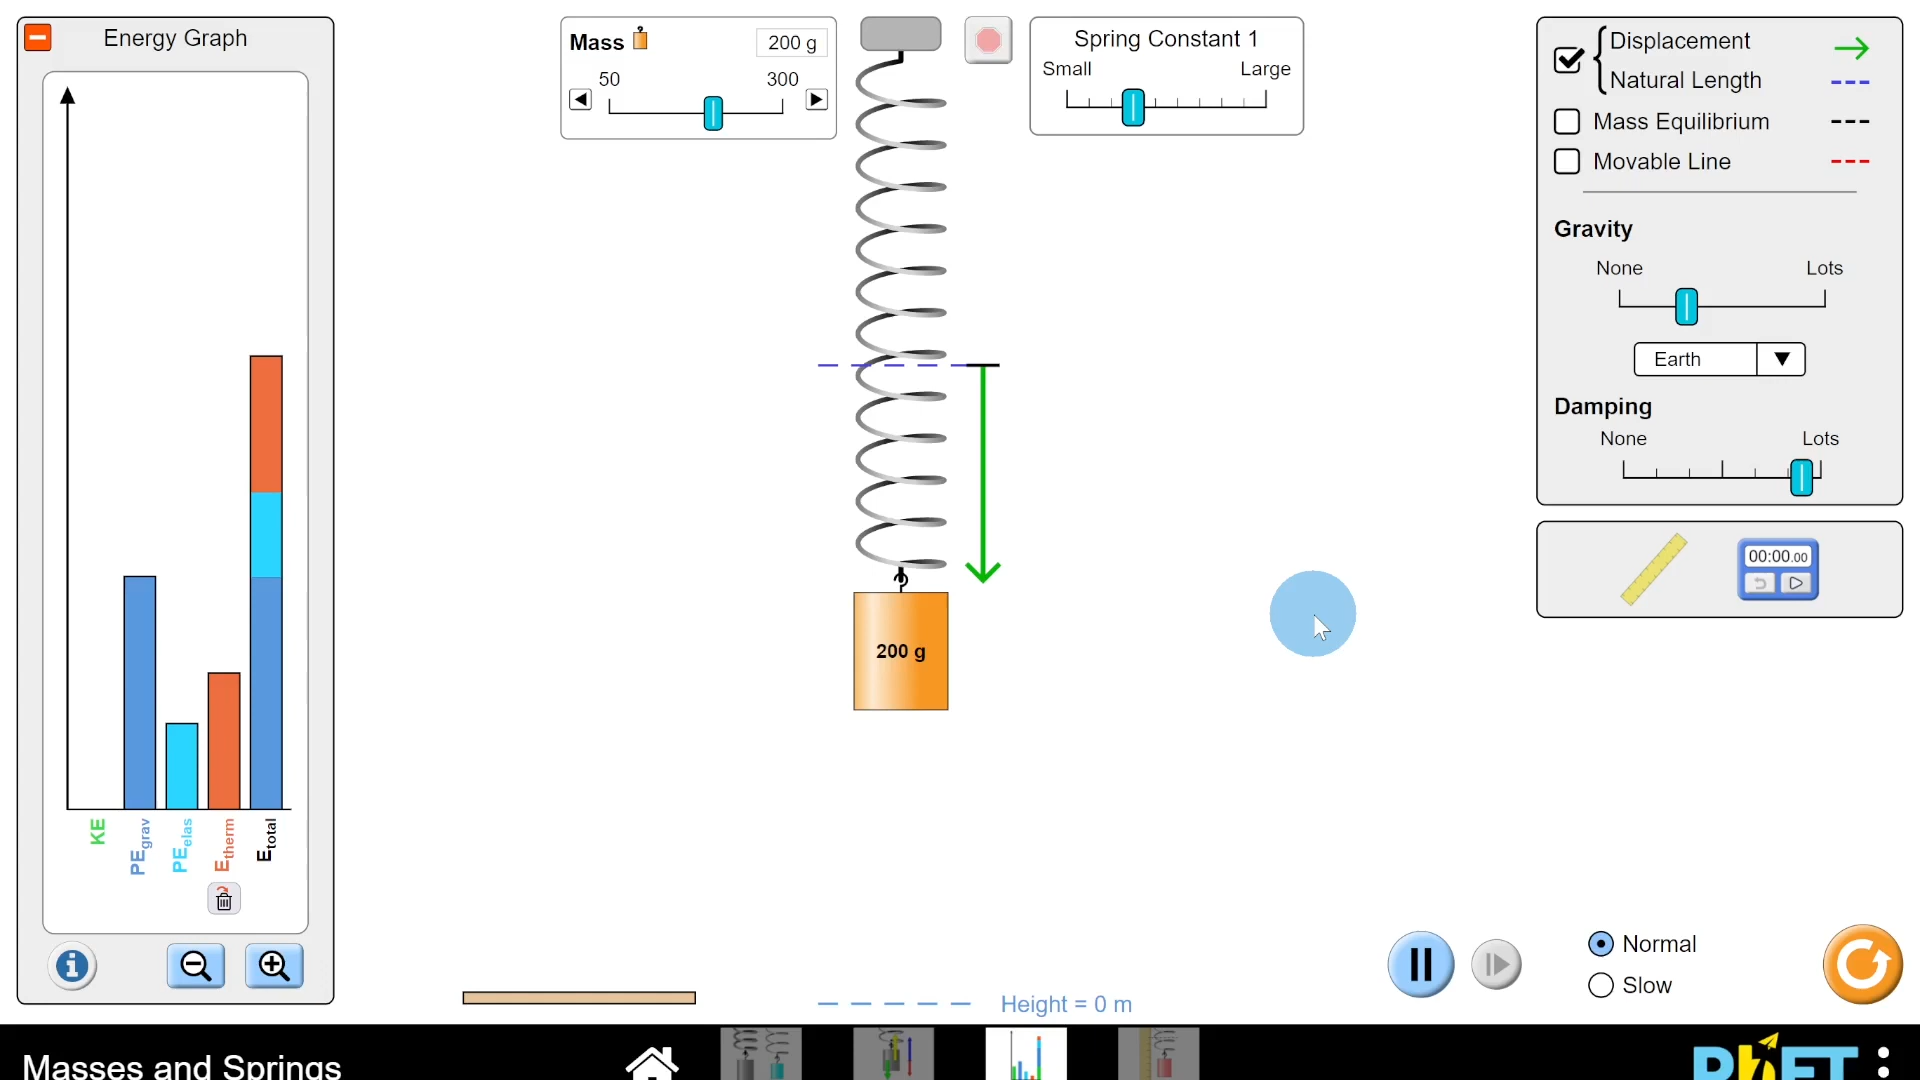 Energy Graph
KE
PEgrav
PEelas
Etherm
Etotal
Mass
200 g
50
300
Spring Constant 1
Small
Large
200 g
Height = 0 m
Displacement
Natural Length
Mass Equilibrium
Movable Line
Gravity
None
Lots
Earth
Damping
None
Lots
00:00.00
Normal
Slow
Masses and Springs
PhET